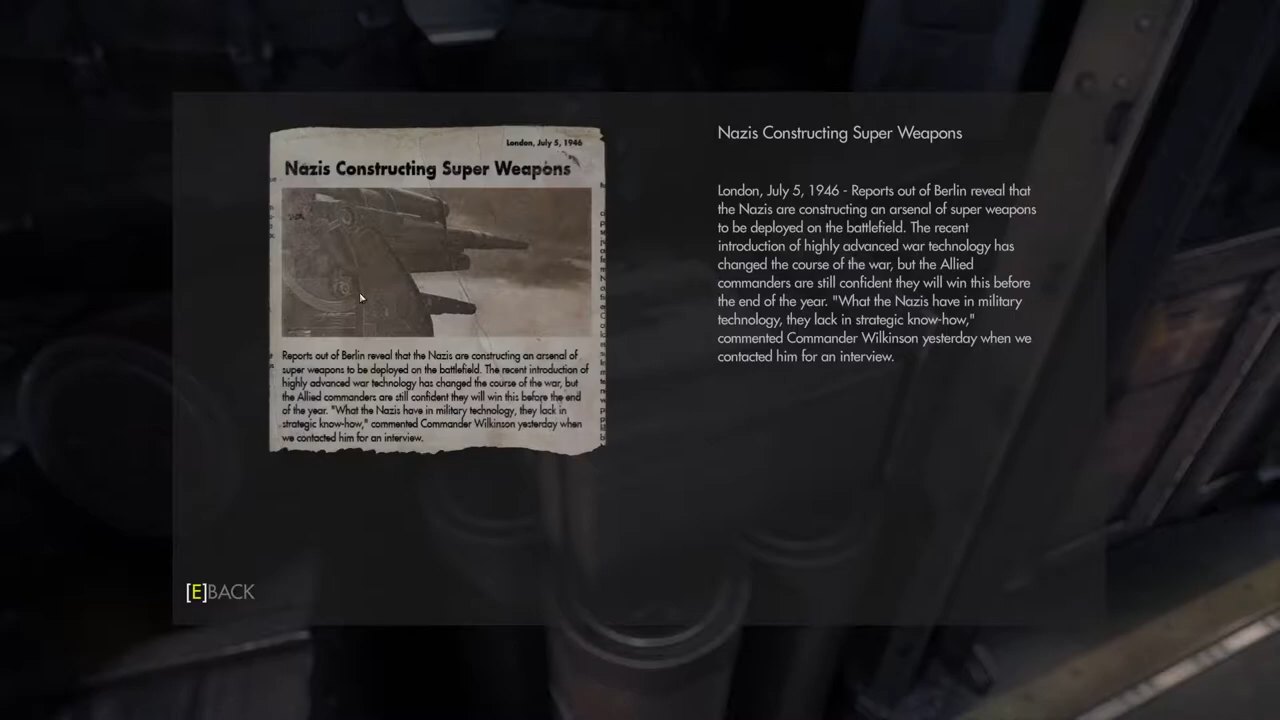 London, July 5, 1946
Nazis Constructing Super Weapons
Reports out of Berlin reveal that the Nazis are constructing an arsenal of
super weapons to be deployed on the battlefield. The recent introduction of
highly advanced war technology has changed the course of the war, but
the Allied commanders are still confident they will win this before the end
of the year. "What the Nazis have in military technology, they lack in
strategic know-how," commented Commander Wilkinson yesterday when
we contacted him for an interview.
Nazis Constructing Super Weapons
London, July 5, 1946 - Reports out of Berlin reveal that
the Nazis are constructing an arsenal of super weapons
to be deployed on the battlefield. The recent
introduction of highly advanced war technology has
changed the course of the war, but the Allied
commanders are still confident they will win this before
the end of the year. "What the Nazis have in military
technology, they lack in strategic know-how,"
commented Commander Wilkinson yesterday when we
contacted him for an interview.
[E]BACK